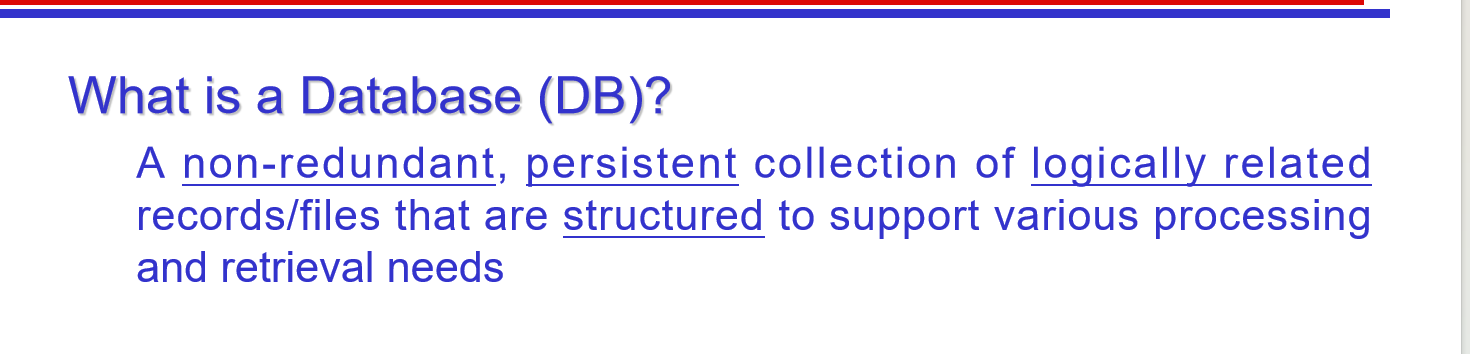 What is a Database (DB)?
A non-redundant, persistent collection of logically related
records/files that are structured to support various processing
and retrieval needs